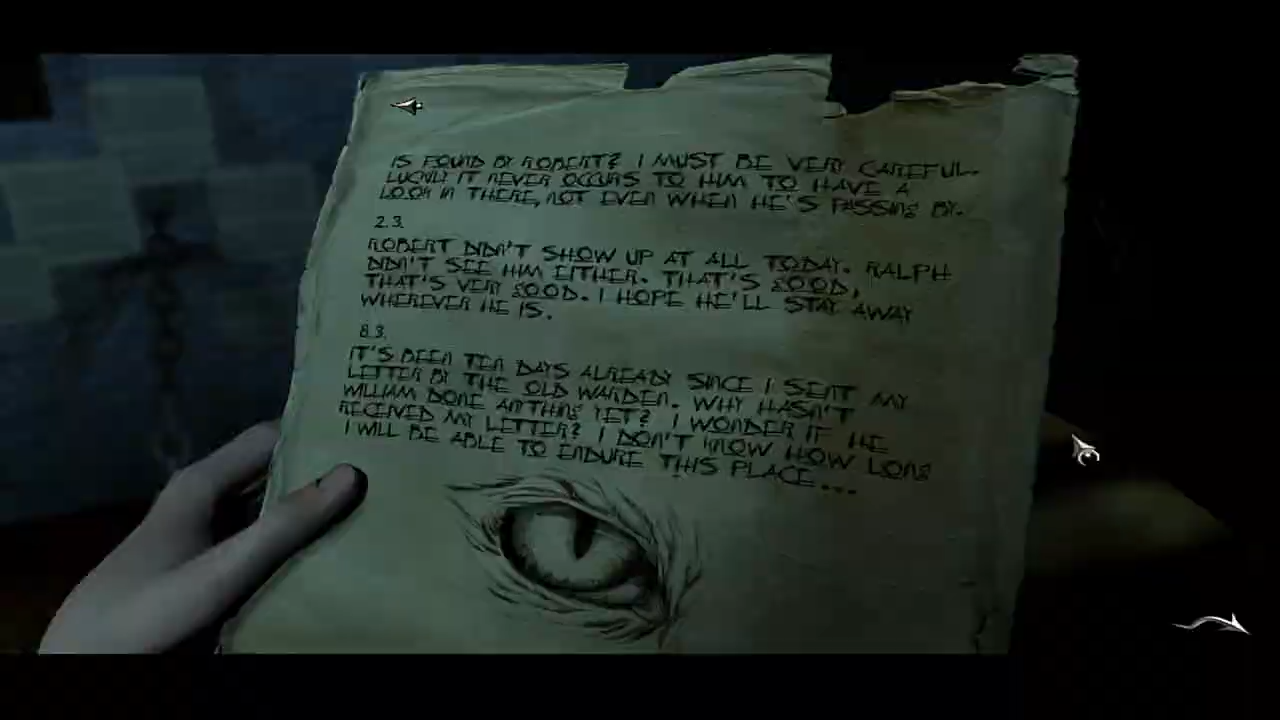 IS FOUND BY ROBERT? I MUST BE VERY CAREFUL.
LUCKILY IT NEVER OCCURS TO HIM TO HAVE A
LOOK IN THERE, NOT EVEN WHEN HE'S PASSING BY.
2.3.
ROBERT DIDN'T SHOW UP AT ALL TODAY. RALPH
DIDN'T SEE HIM EITHER. THAT'S GOOD,
THAT'S VERY GOOD. I HOPE HE'LL STAY AWAY
WHEREVER HE IS.
8.3.
IT'S BEEN TEN DAYS ALREADY SINCE I SENT MY
LETTER BY THE OLD WARDEN. WHY HASN'T
WILLIAM DONE ANYTHING YET? I WONDER IF HE
RECEIVED MY LETTER? I DON'T KNOW HOW LONG
I WILL BE ABLE TO ENDURE THIS PLACE...